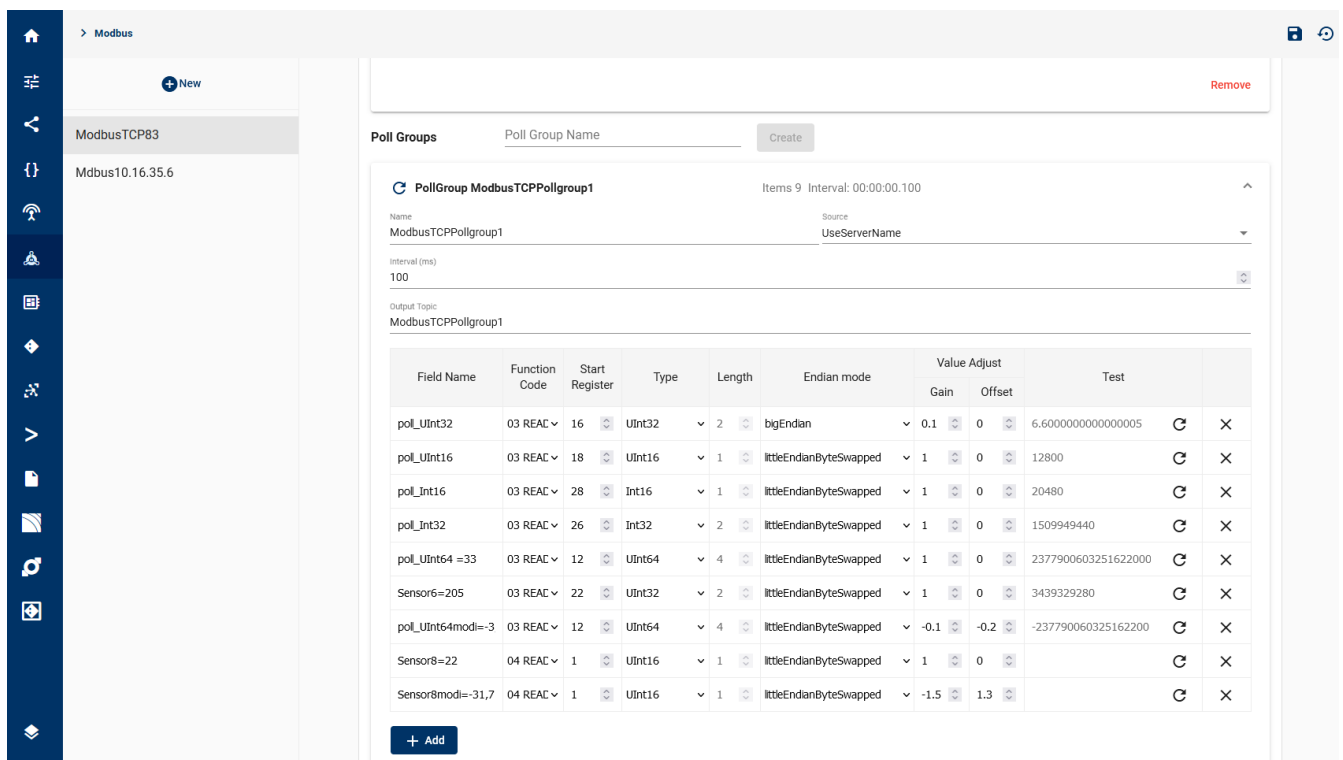 Modbus
New
Remove
ModbusTCP83
Poll Groups Poll Group Name Create
Mdbus10.16.35.6
PollGroup ModbusTCPPollgroup1 Items 9 Interval: 00:00:00.100
Name Source
ModbusTCPPollgroup1 UseServerName
Interval (ms)
100
Output Topic
ModbusTCPPollgroup1
Field Name Function Code Start Register Type Length Endian mode Value Adjust Test
Gain Offset
poll_UInt32 03 READ 16 UInt32 2 bigEndian 0.1 0 6.6000000000000005
poll_UInt16 03 READ 18 UInt16 1 littleEndianByteSwapped 1 0 12800
poll_Int16 03 READ 28 Int16 1 littleEndianByteSwapped 1 0 20480
poll_Int32 03 READ 26 Int32 2 littleEndianByteSwapped 1 0 1509949440
poll_UInt64 =33 03 READ 12 UInt64 4 littleEndianByteSwapped 1 0 2377900603251622000
Sensor6=205 03 READ 22 UInt32 2 littleEndianByteSwapped 1 0 3439329280
poll_UInt64modi=-3 03 READ 12 UInt64 4 littleEndianByteSwapped -0.1 -0.2 -237790060325162200
Sensor8=22 04 READ 1 UInt16 1 littleEndianByteSwapped 1 0
Sensor8modi=-31,7 04 READ 1 UInt16 1 littleEndianByteSwapped -1.5 1.3
Add